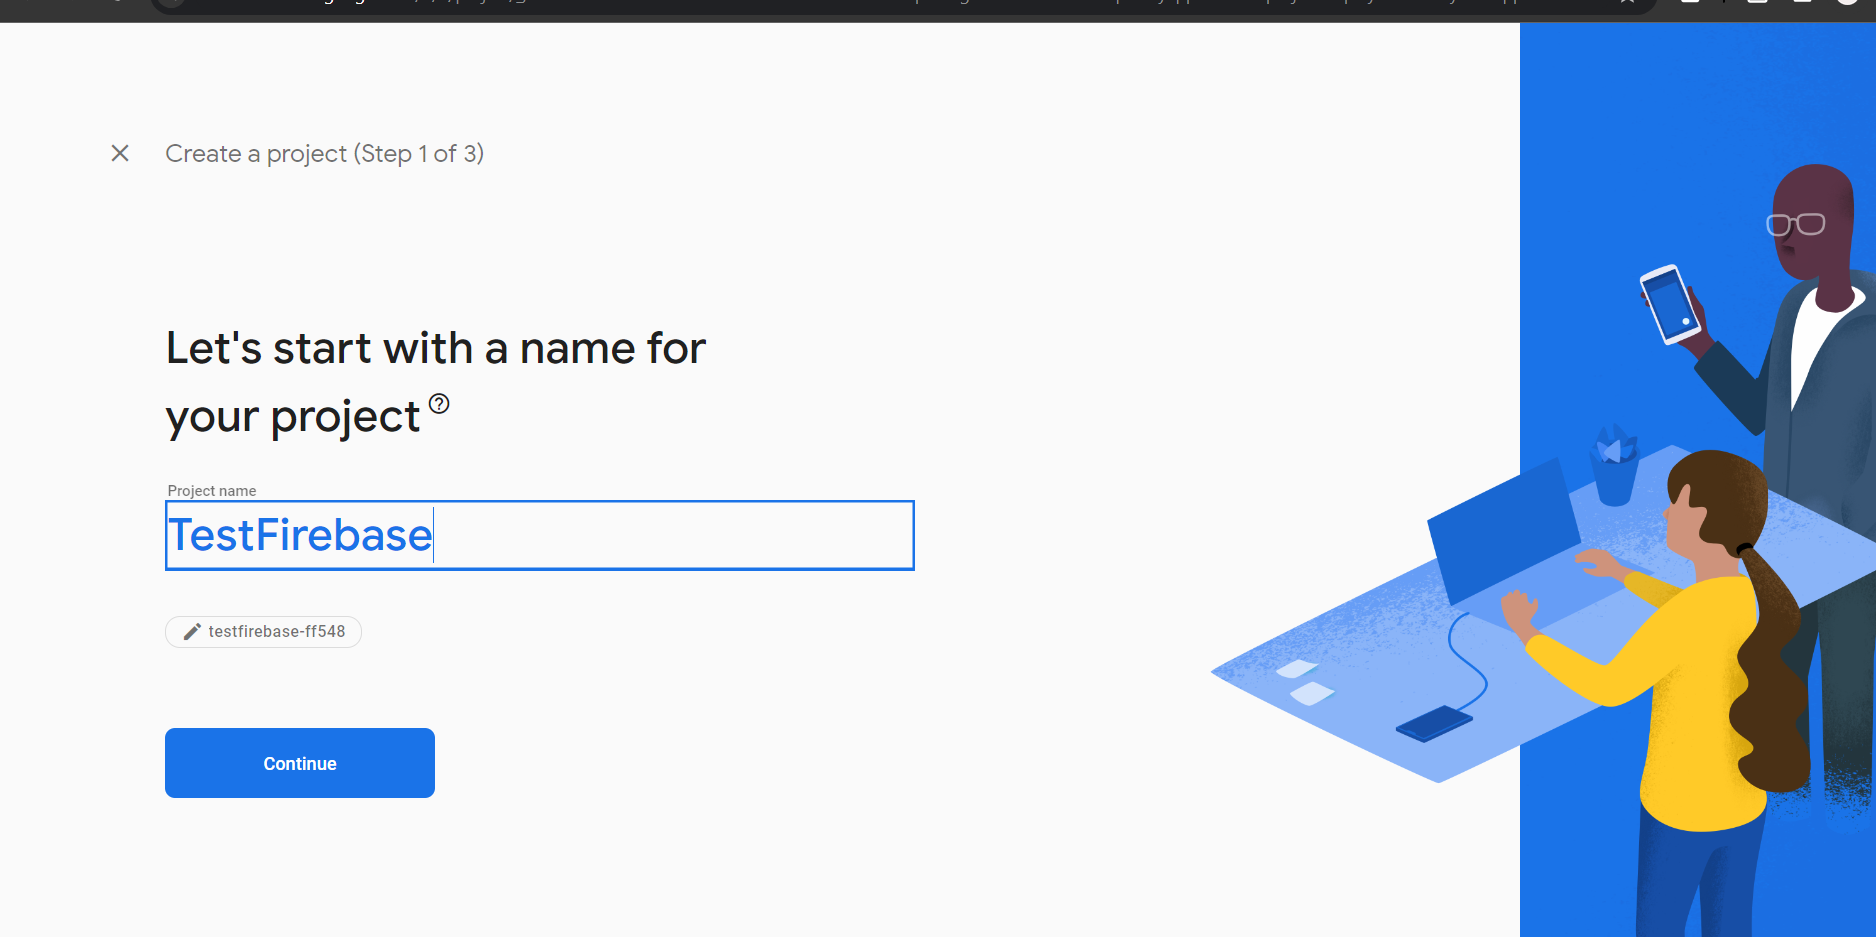 Create a project (Step 1 of 3)
Let's start with a name for
your project
Project name
TestFirebase
testfirebase-ff548
Continue